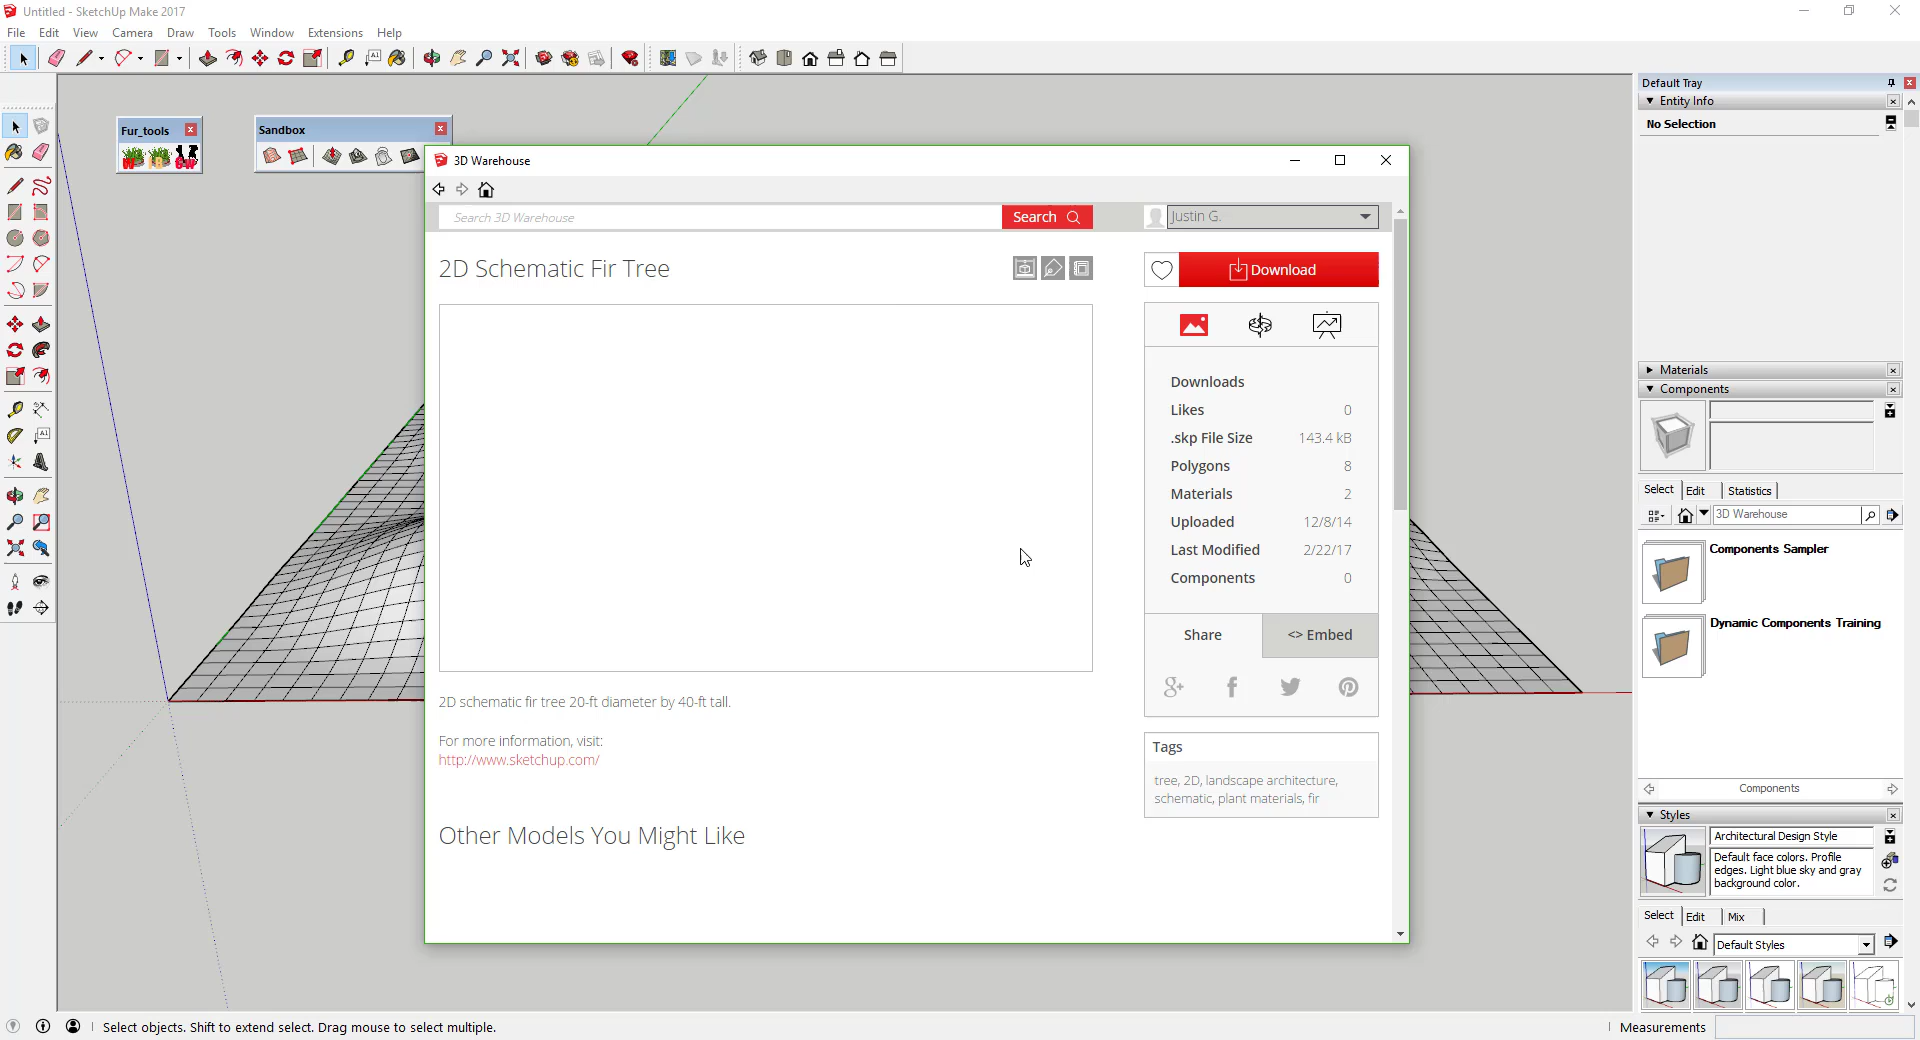 Untitled - SketchUp Make 2017
File Edit View Camera Draw Tools Window Extensions Help
Fur_tools
Sandbox
3D Warehouse
Search 3D Warehouse
Search
Justin G.
2D Schematic Fir Tree
Download
Downloads
Likes 0
.skp File Size 143.4 kB
Polygons 8
Materials 2
Uploaded 12/8/14
Last Modified 2/22/17
Components 0
Share <> Embed
2D schematic fir tree 20-ft diameter by 40-ft tall.
For more information, visit:
http://www.sketchup.com/
Tags
tree, 2D, landscape architecture,
schematic, plant materials, fir
Other Models You Might Like
Default Tray
Entity Info
No Selection
Materials
Components
Select Edit Statistics
3D Warehouse
Components Sampler
Dynamic Components Training
Components
Styles
Architectural Design Style
Default face colors. Profile
edges. Light blue sky and gray
background color.
Select Edit Mix
Default Styles
Select objects. Shift to extend select. Drag mouse to select multiple.
Measurements